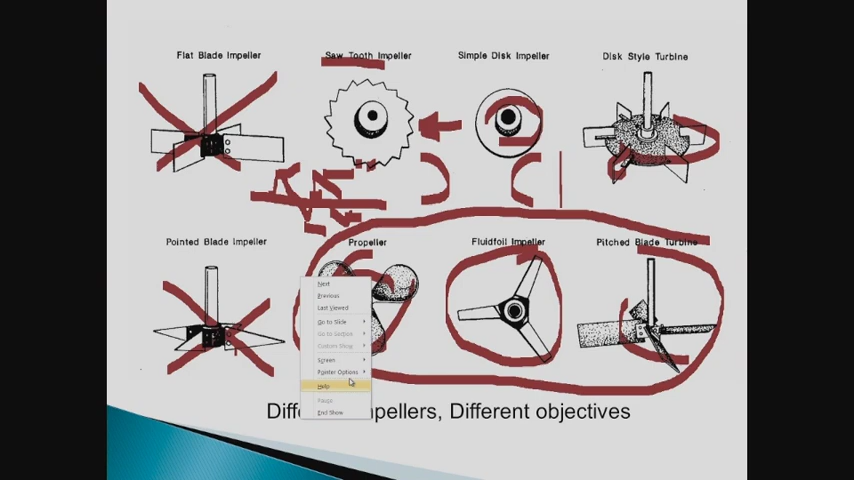 Flat Blade Impeller
Saw Tooth Impeller
Simple Disk Impeller
Disk Style Turbine
Pointed Blade Impeller
Propeller
Fluidfoil Impeller
Pitched Blade Turbine
Next
Previous
Last Viewed
Go to Slide
Go to Section
Custom Show
Screen
Pointer Options
Help
Pause
End Show
Diff pellers, Different objectives